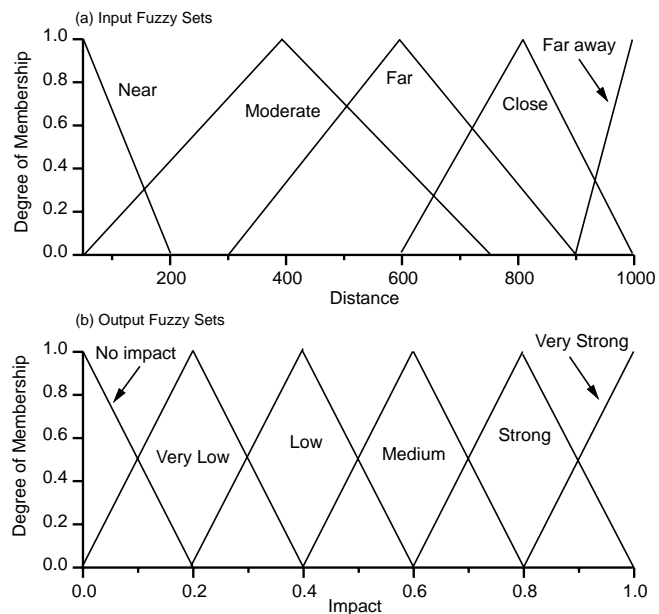 (a) Input Fuzzy Sets
Degree of Membership
1.0
0.8
0.6
0.4
0.2
0.0
Near
Moderate
Far
Close
Far away
200
400
600
800
1000
Distance
(b) Output Fuzzy Sets
Degree of Membership
1.0
0.8
0.6
0.4
0.2
0.0
No impact
Very Low
Low
Medium
Strong
Very Strong
0.0
0.2
0.4
0.6
0.8
1.0
Impact